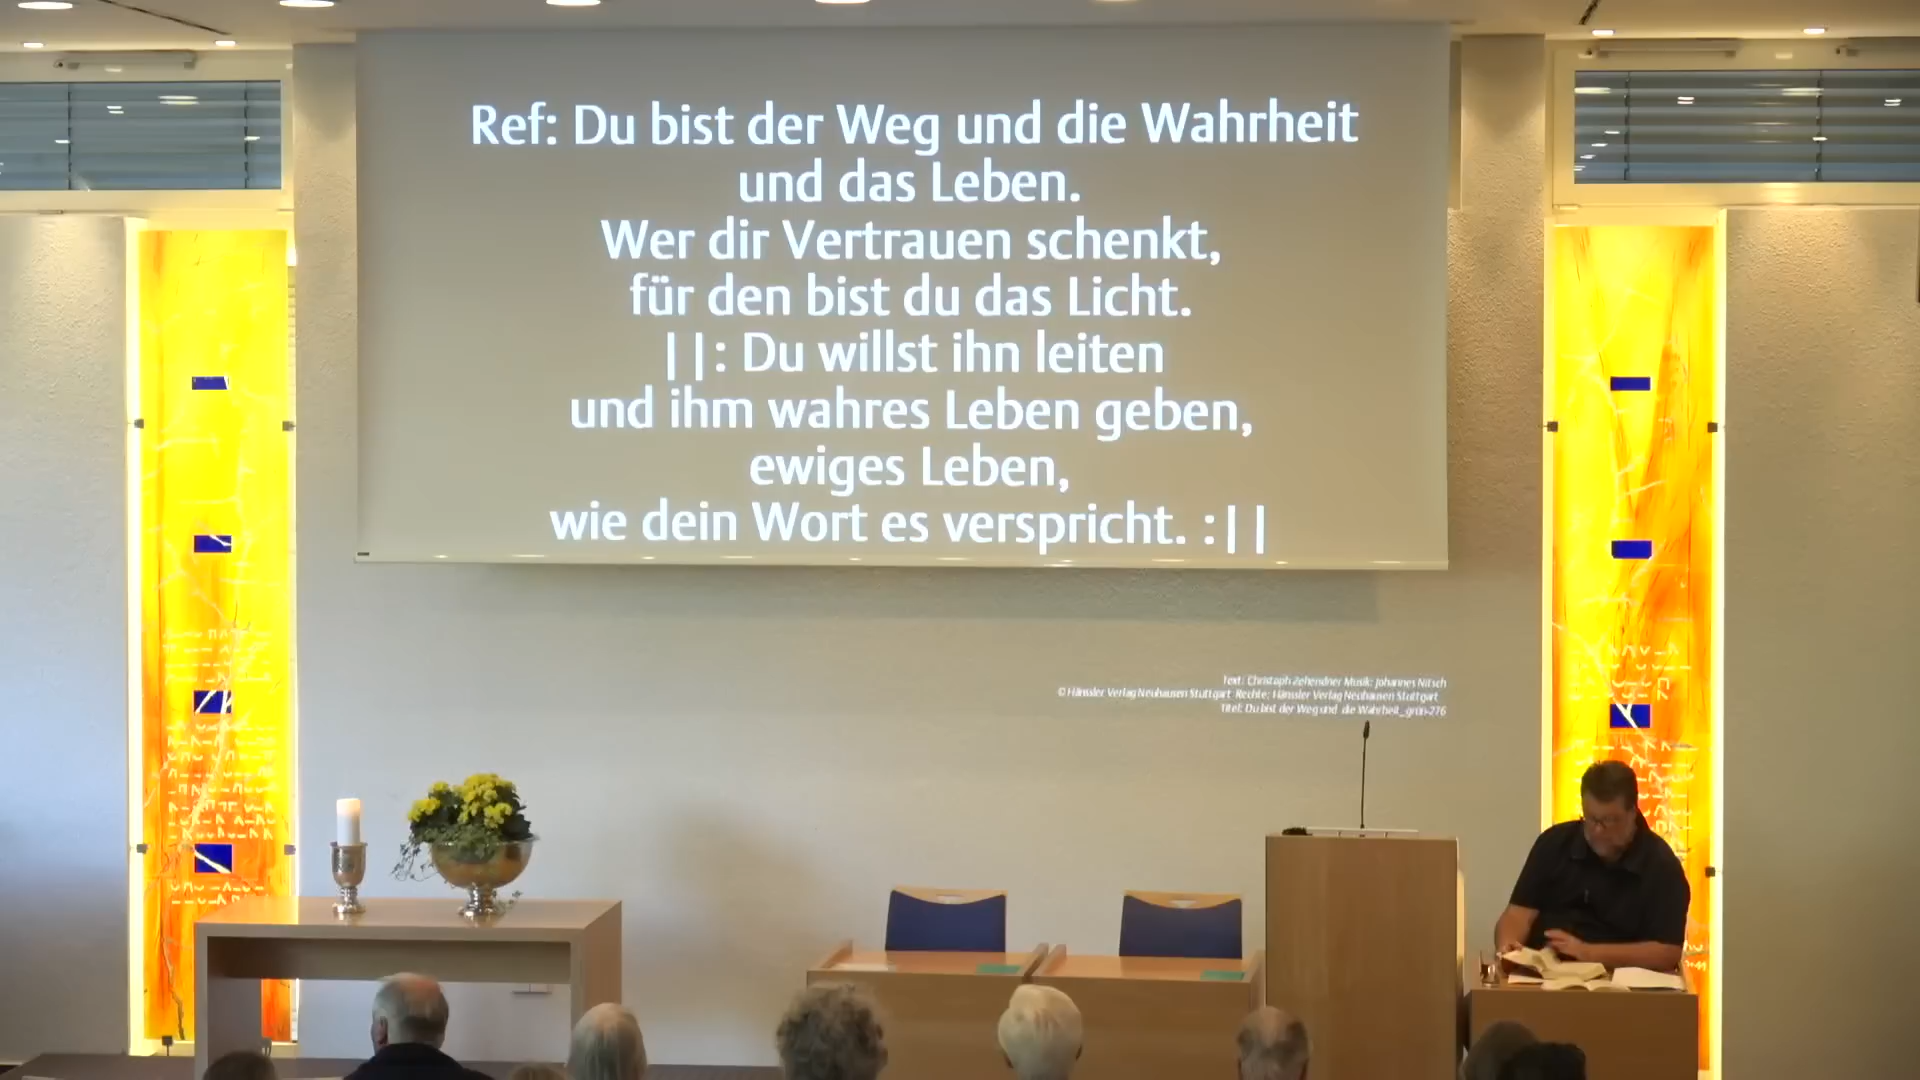 Ref: Du bist der Weg und die Wahrheit
und das Leben.
Wer dir Vertrauen schenkt,
für den bist du das Licht.
||: Du willst ihn leiten
und ihm wahres Leben geben,
ewiges Leben,
wie dein Wort es verspricht. :||
Text: Christoph Zehendner Musik: Johannes Nitsch
© Hänssler Verlag Neuhausen Stuttgart Rechte: Hänssler Verlag Neuhausen Stuttgart
Titel: Du bist der Weg und die Wahrheit_grün-276